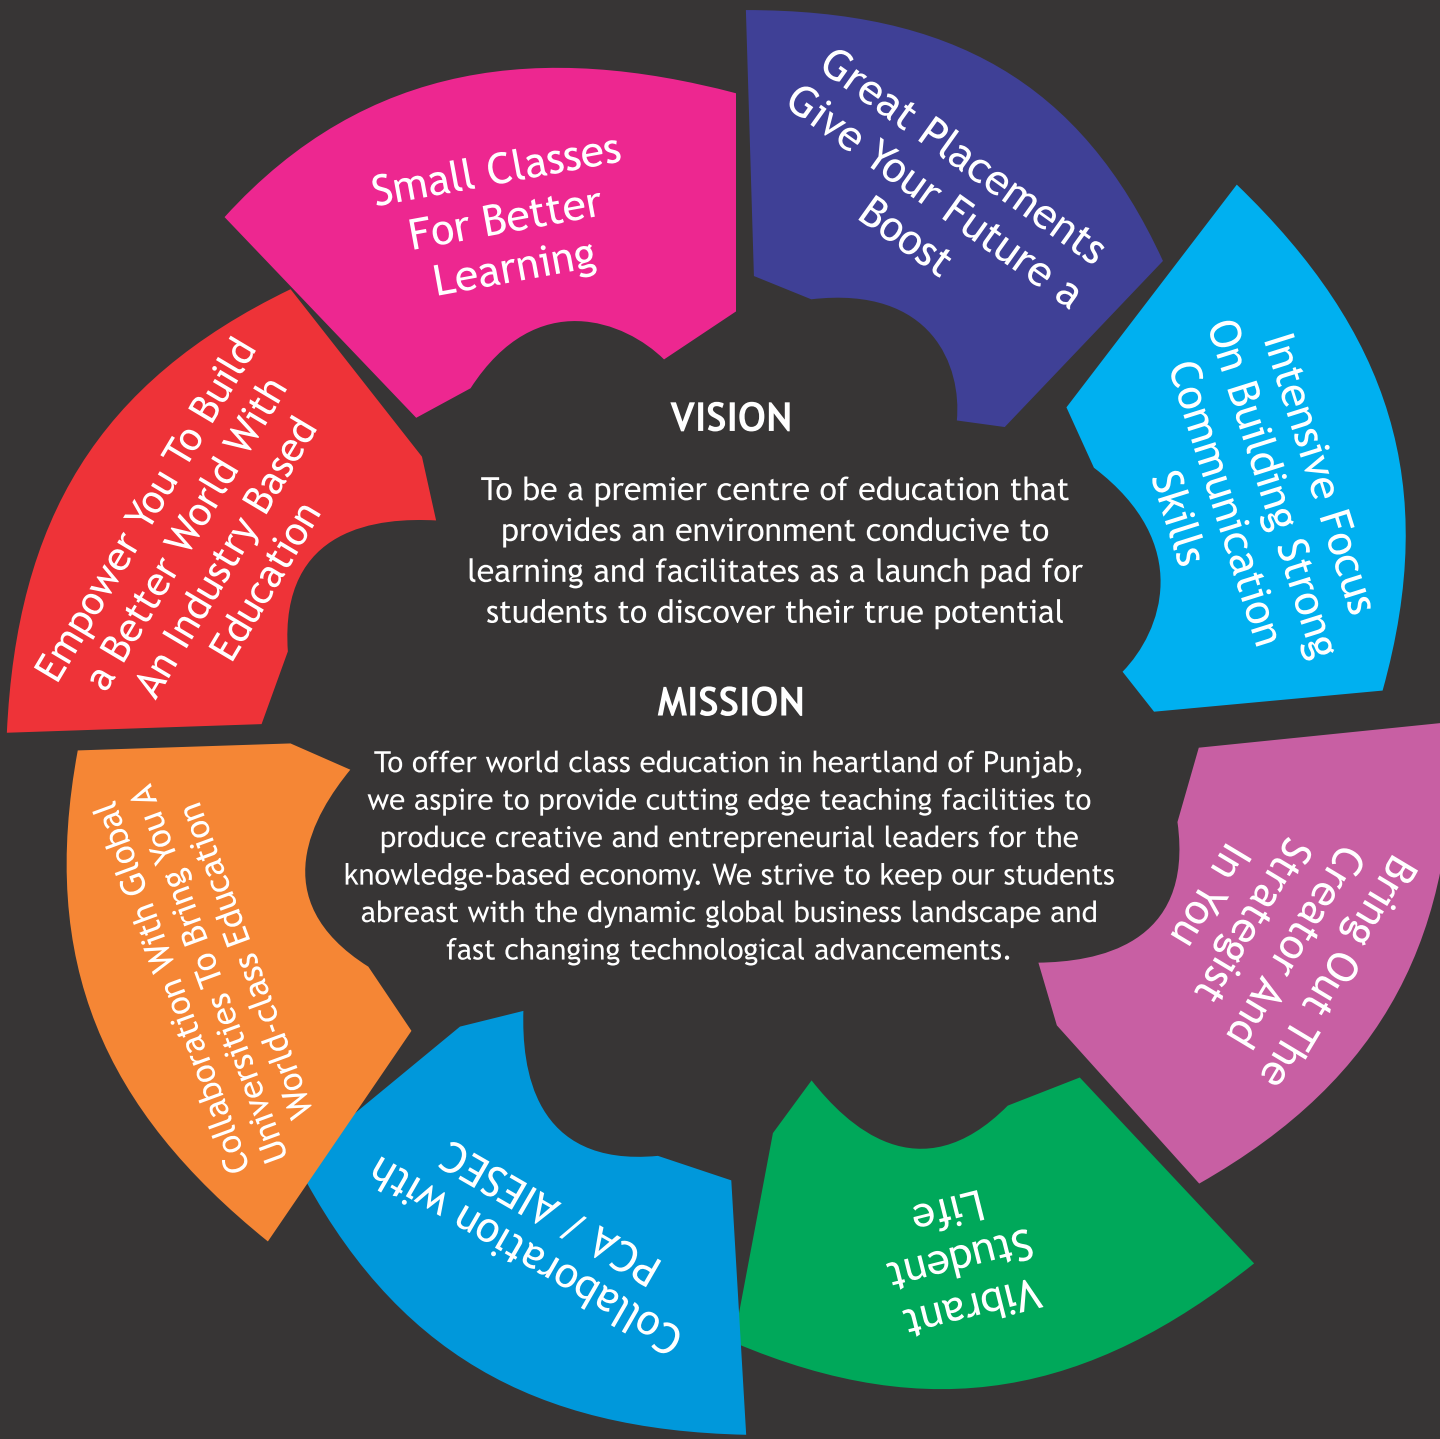 Small Classes
For Better
Learning
Great Placements
Give Your Future a
Boost
Intensive Focus
On Building Strong
Communication
Skills
Bring Out The
Creator And
Strategist
In You
Vibrant
Student
Life
Collaboration with
PCA / AIESEC
Collaboration With Global
Universities To Bring You A
World-class Education
Empower You To Build
a Better World With
An Industry Based
Education
VISION
To be a premier centre of education that
provides an environment conducive to
learning and facilitates as a launch pad for
students to discover their true potential
MISSION
To offer world class education in heartland of Punjab,
we aspire to provide cutting edge teaching facilities to
produce creative and entrepreneurial leaders for the
knowledge-based economy. We strive to keep our students
abreast with the dynamic global business landscape and
fast changing technological advancements.